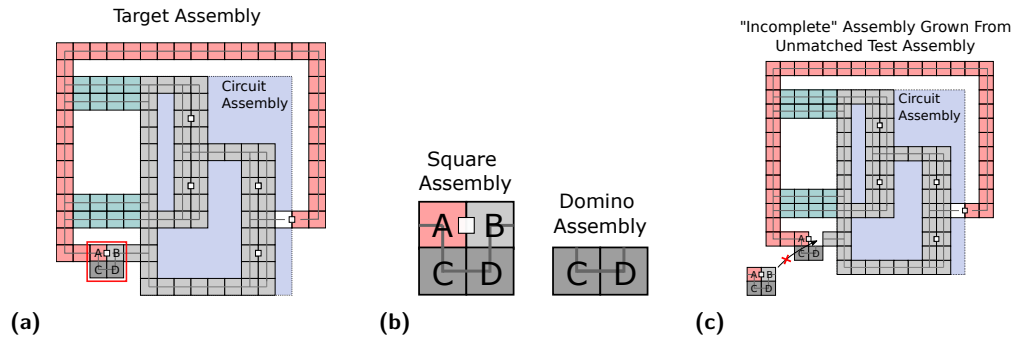 Target Assembly
Circuit
Assembly
A B
C D
(a)
Square
Assembly
A B
C D
Domino
Assembly
C D
(b)
"Incomplete" Assembly Grown From
Unmatched Test Assembly
Circuit
Assembly
A
C D
A B
C D
(c)